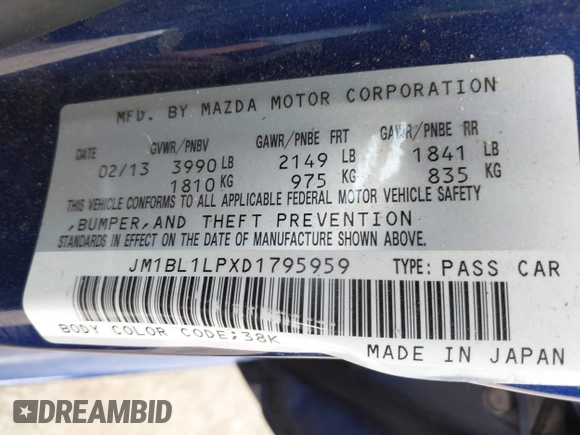 MFD. BY MAZDA MOTOR CORPORATION
DATE GVWR/PNBV GAWR/PNBE FRT GAWR/PNBE RR
02/13 3990 LB 2149 LB 1841 LB
1810 KG 975 KG 835 KG
THIS VEHICLE CONFORMS TO ALL APPLICABLE FEDERAL MOTOR VEHICLE SAFETY
,BUMPER,AND THEFT PREVENTION
STANDARDS IN EFFECT ON THE DATE OF MANUFACTURE SHOWN ABOVE.
JM1BL1LPXD1795959 TYPE: PASS CAR
BODY COLOR CODE:38K
MADE IN JAPAN
DREAMBID